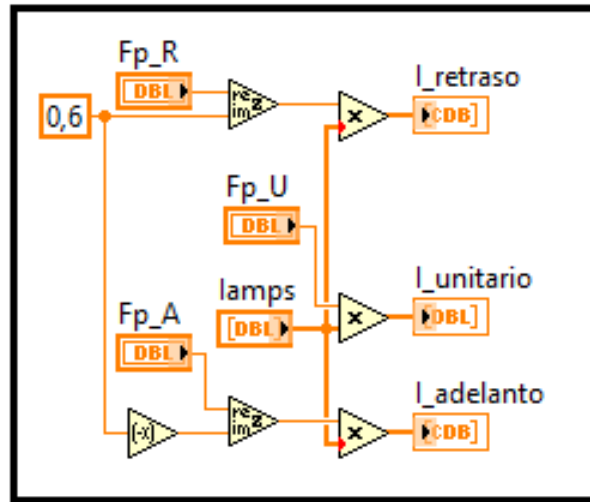 Fp_R
DBL
0,6
re
im
z
x
I_retraso
[CDB]
Fp_U
DBL
Iamps
[DBL]
x
I_unitario
[DBL]
Fp_A
DBL
(-x)
re
im
z
x
I_adelanto
[CDB]